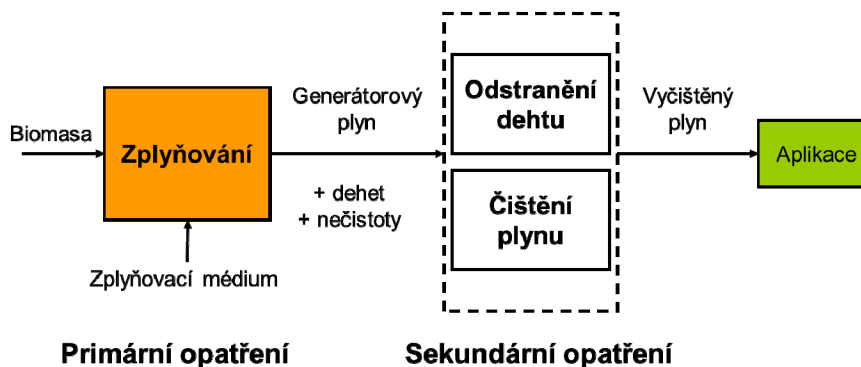 Biomasa
Zplyňování
Zplyňovací médium
Generátorový
plyn
+ dehet
+ nečistoty
Odstranění
dehtu
Čištění
plynu
Vyčištěný
plyn
Aplikace
Primární opatření
Sekundární opatření